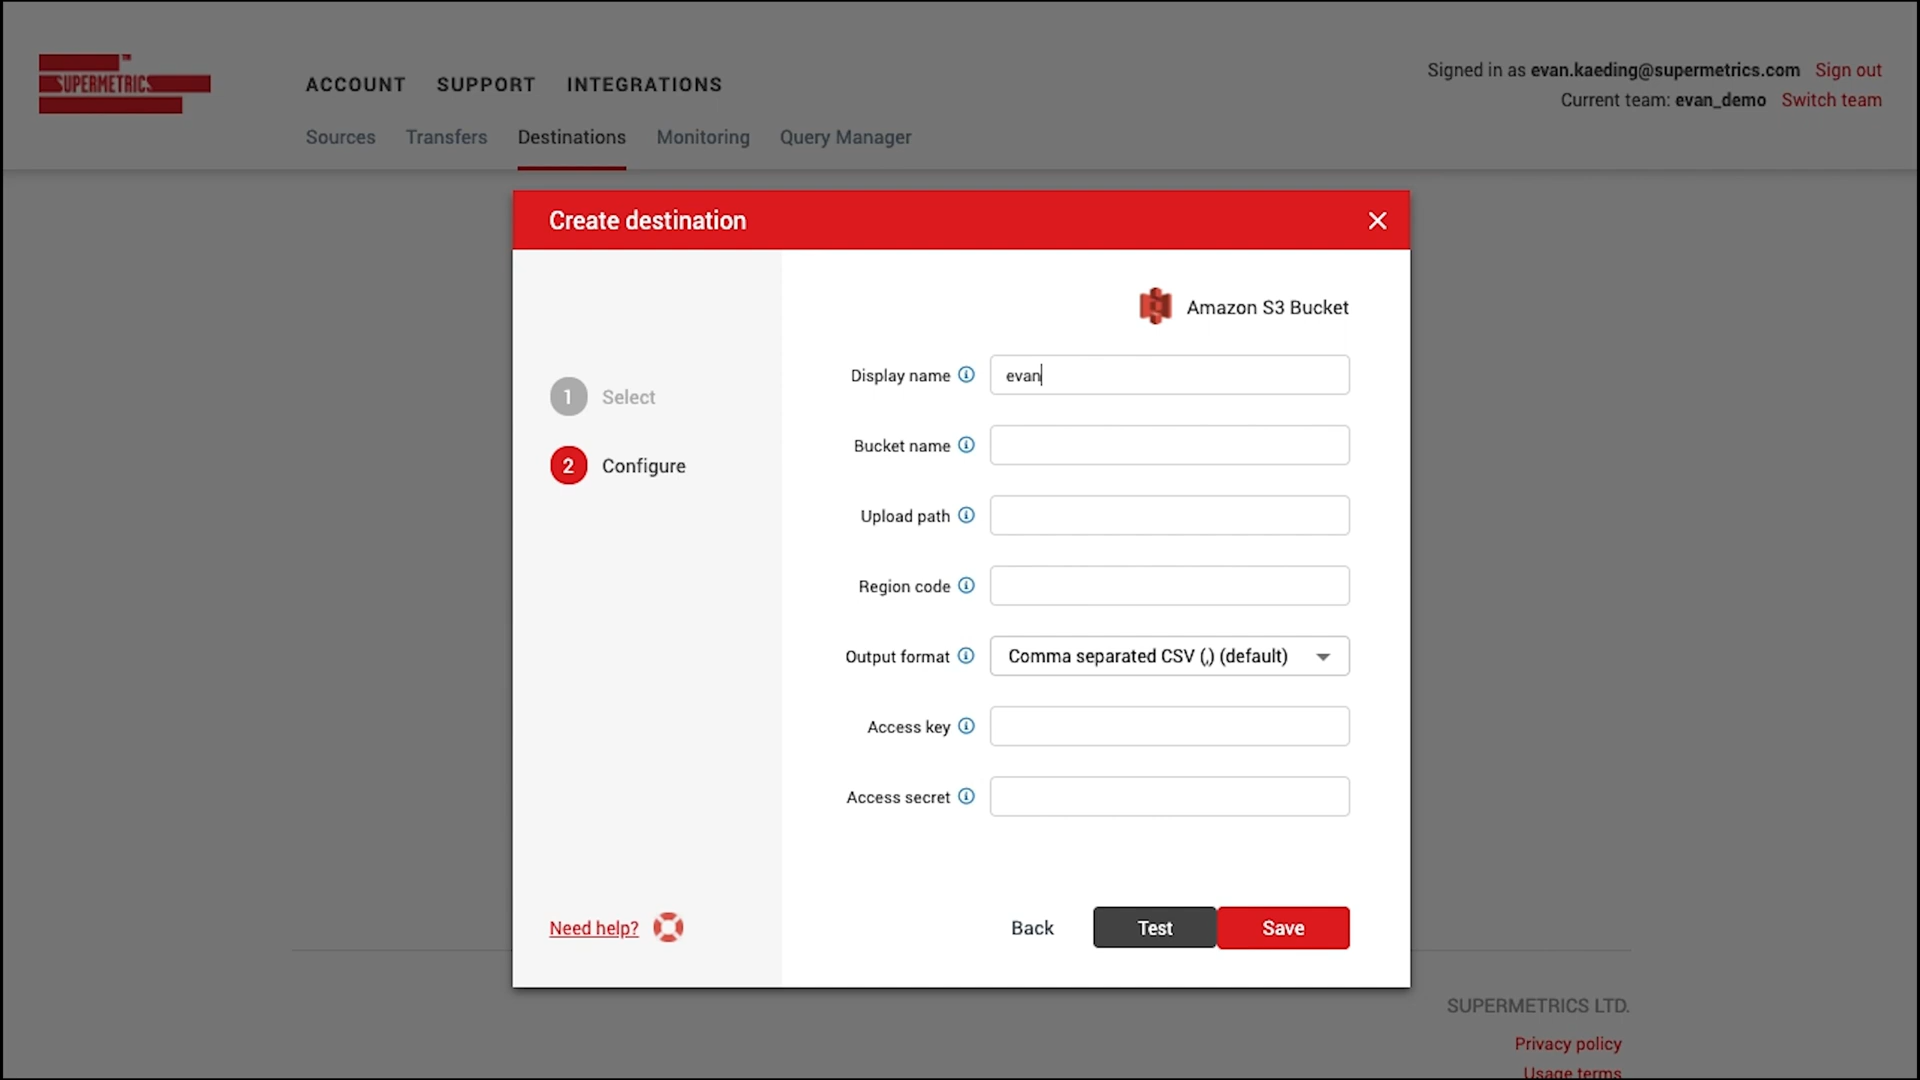 SUPERMETRICS™
ACCOUNT SUPPORT INTEGRATIONS
Signed in as evan.kaeding@supermetrics.com Sign out
Current team: evan_demo Switch team
Sources Transfers Destinations Monitoring Query Manager
Create destination
Amazon S3 Bucket
Display name evan
1 Select
Bucket name
2 Configure
Upload path
Region code
Output format Comma separated CSV (,) (default)
Access key
Access secret
Need help? Back Test Save
SUPERMETRICS LTD.
Privacy policy
Usage terms